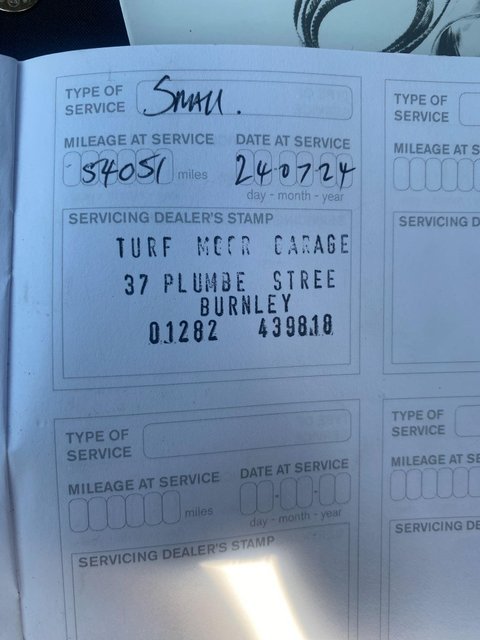 TYPE OF
SERVICE
SMALL.
MILEAGE AT SERVICE
54051 miles
DATE AT SERVICE
240724
day - month - year
SERVICING DEALER'S STAMP
TURF MOOR GARAGE
37 PLUMBE STREE
BURNLEY
01282 439818
TYPE OF
SERVICE
MILEAGE AT SERVICE
miles
DATE AT SERVICE
day - month - year
SERVICING DEALER'S STAMP
TYPE OF
SERVICE
MILEAGE AT S
SERVICING D
TYPE OF
SERVICE
MILEAGE AT SE
SERVICING DE